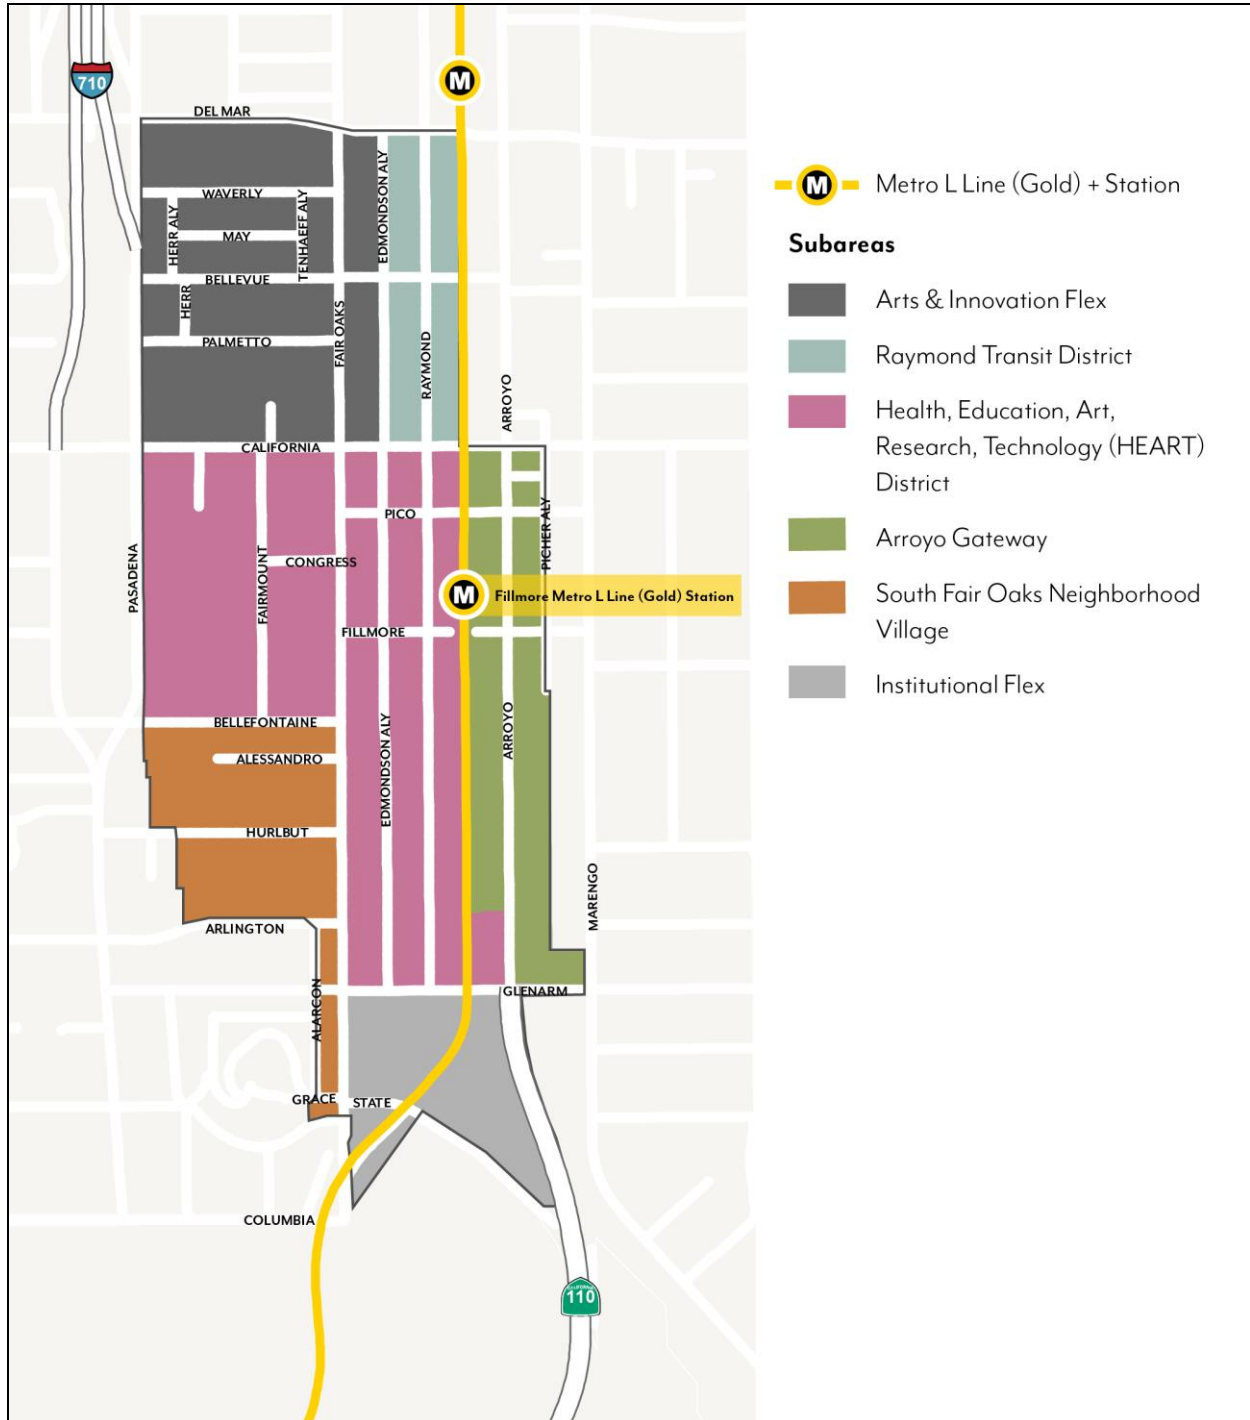 710
M
DEL MAR
WAVERLY
HERR ALY
MAY
TENHAEFF ALY
EDMONDSON ALY
BELLEVUE
HERR
FAIR OAKS
PALMETTO
RAYMOND
ARROYO
CALIFORNIA
PICO
PICHER ALY
PASADENA
FAIRMOUNT
CONGRESS
M
Fillmore Metro L Line (Gold) Station
FILLMORE
BELLEFONTAINE
ALESSANDRO
EDMONDSON ALY
ARROYO
HURLBUT
MARENGO
ARLINGTON
ALARCON
GLENARM
GRACE
STATE
COLUMBIA
CALIFORNIA
110
M
Metro L Line (Gold) + Station
Subareas
Arts & Innovation Flex
Raymond Transit District
Health, Education, Art,
Research, Technology (HEART)
District
Arroyo Gateway
South Fair Oaks Neighborhood
Village
Institutional Flex